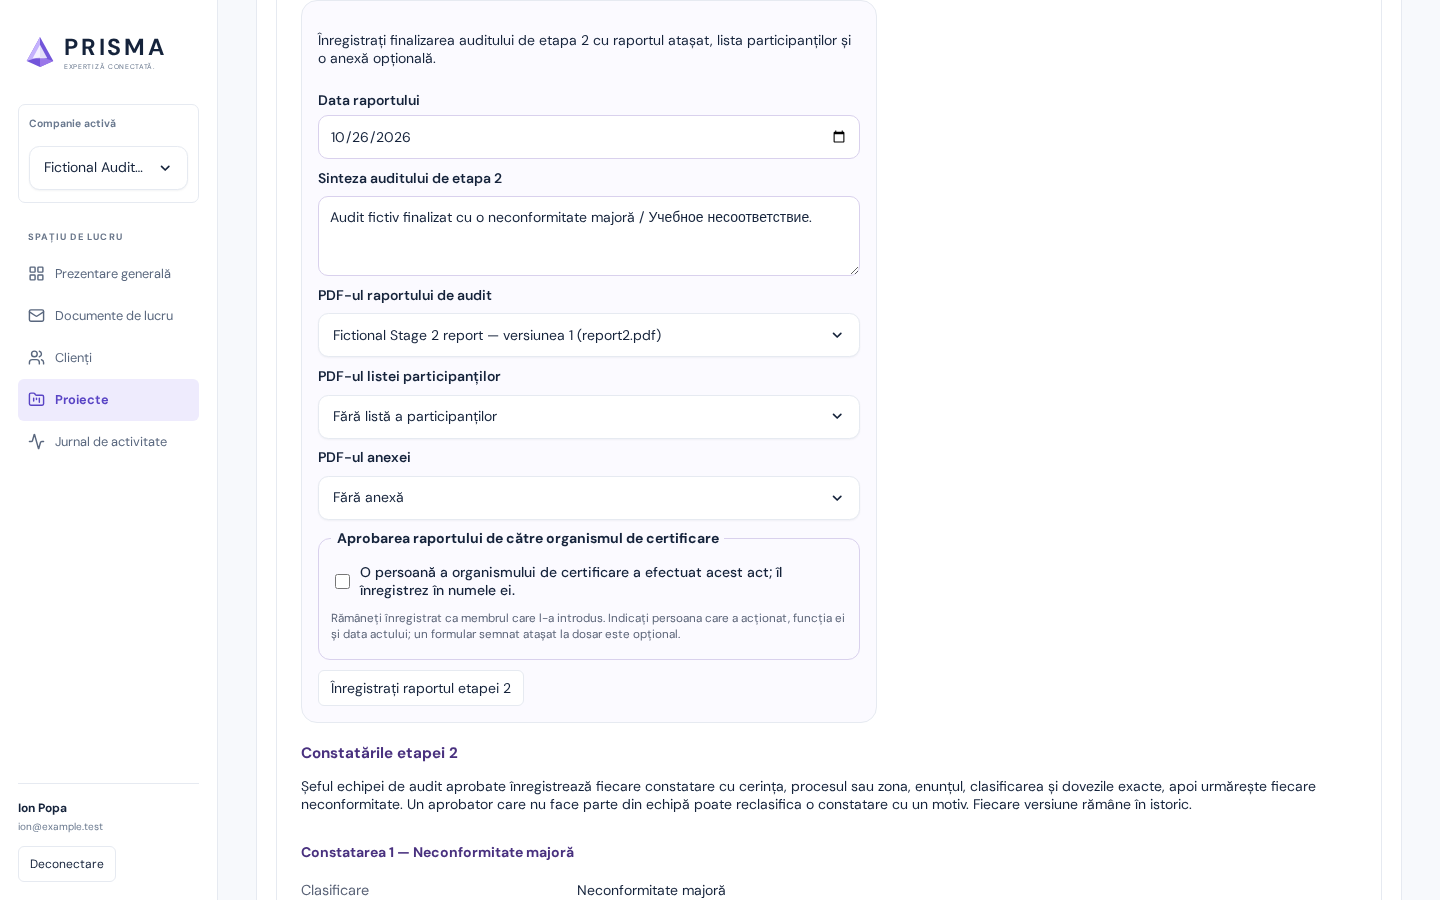 PRISMA
EXPERTIZĂ CONECTATĂ.
Companie activă
Fictional Audit...
SPAȚIU DE LUCRU
Prezentare generală
Documente de lucru
Clienți
Proiecte
Jurnal de activitate
Ion Popa
ion@example.test
Deconectare
Înregistrați finalizarea auditului de etapa 2 cu raportul atașat, lista participanților și
o anexă opțională.
Data raportului
10/26/2026
Sinteza auditului de etapa 2
Audit fictiv finalizat cu o neconformitate majoră / Учебное несоответствие.
PDF-ul raportului de audit
Fictional Stage 2 report — versiunea 1 (report2.pdf)
PDF-ul listei participanților
Fără listă a participanților
PDF-ul anexei
Fără anexă
Aprobarea raportului de către organismul de certificare
O persoană a organismului de certificare a efectuat acest act; îl
înregistrez în numele ei.
Rămâneți înregistrat ca membrul care l-a introdus. Indicați persoana care a acționat, funcția ei
și data actului; un formular semnat atașat la dosar este opțional.
Înregistrați raportul etapei 2
Constatările etapei 2
Șeful echipei de audit aprobate înregistrează fiecare constatare cu cerința, procesul sau zona, enunțul, clasificarea și dovezile exacte, apoi urmărește fiecare
neconformitate. Un aprobator care nu face parte din echipă poate reclasifica o constatare cu un motiv. Fiecare versiune rămâne în istoric.
Constatarea 1 — Neconformitate majoră
Clasificare
Neconformitate majoră